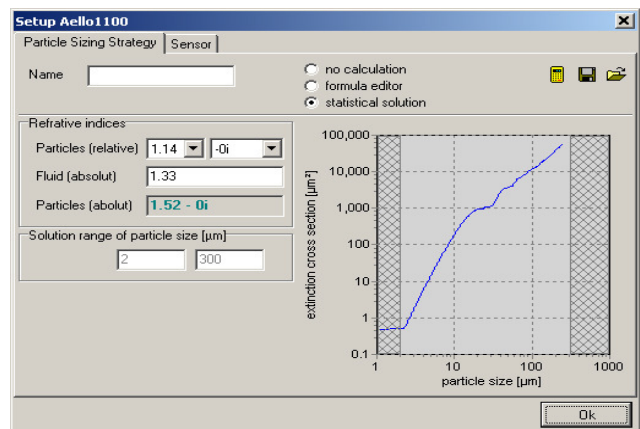 Setup Aello1100
Particle Sizing Strategy
Sensor
Name
no calculation
formula editor
statistical solution
Refrative indices
Particles (relative) 1.14 -0i
Fluid (absolut) 1.33
Particles (abolut) 1.52 - 0i
Solution range of particle size [µm]
2 300
extinction cross section [µm²]
100,000
10,000
1,000
100
10
1
0.1
1 10 100 1000
particle size [µm]
Ok